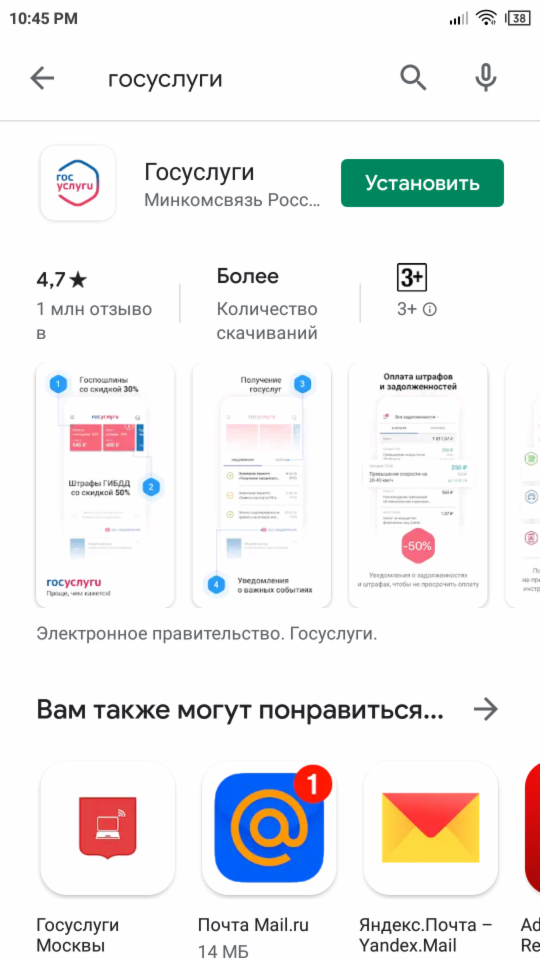 10:45 PM
38
госуслуги
гос
услуги
Госуслуги
Минкомсвязь Росс...
Установить
4,7★
1 млн отзыво
в
Более
Количество
скачиваний
3+
3+
1
Госпошлины
со скидкой 30%
госуслуги
Штрафы ГИБДД
со скидкой 50%
2
госуслуги
Проще, чем кажется!
Получение
госуслуг
3
госуслуги
4
Уведомления
о важных событиях
Оплата штрафов
и задолженностей
-50%
Уведомления о задолженностях
и штрафах, чтобы не просрочить оплату
Электронное правительство. Госуслуги.
Вам также могут понравиться...
1
Госуслуги
Москвы
Почта Mail.ru
14 МБ
Яндекс.Почта –
Yandex.Mail
Ad
Re